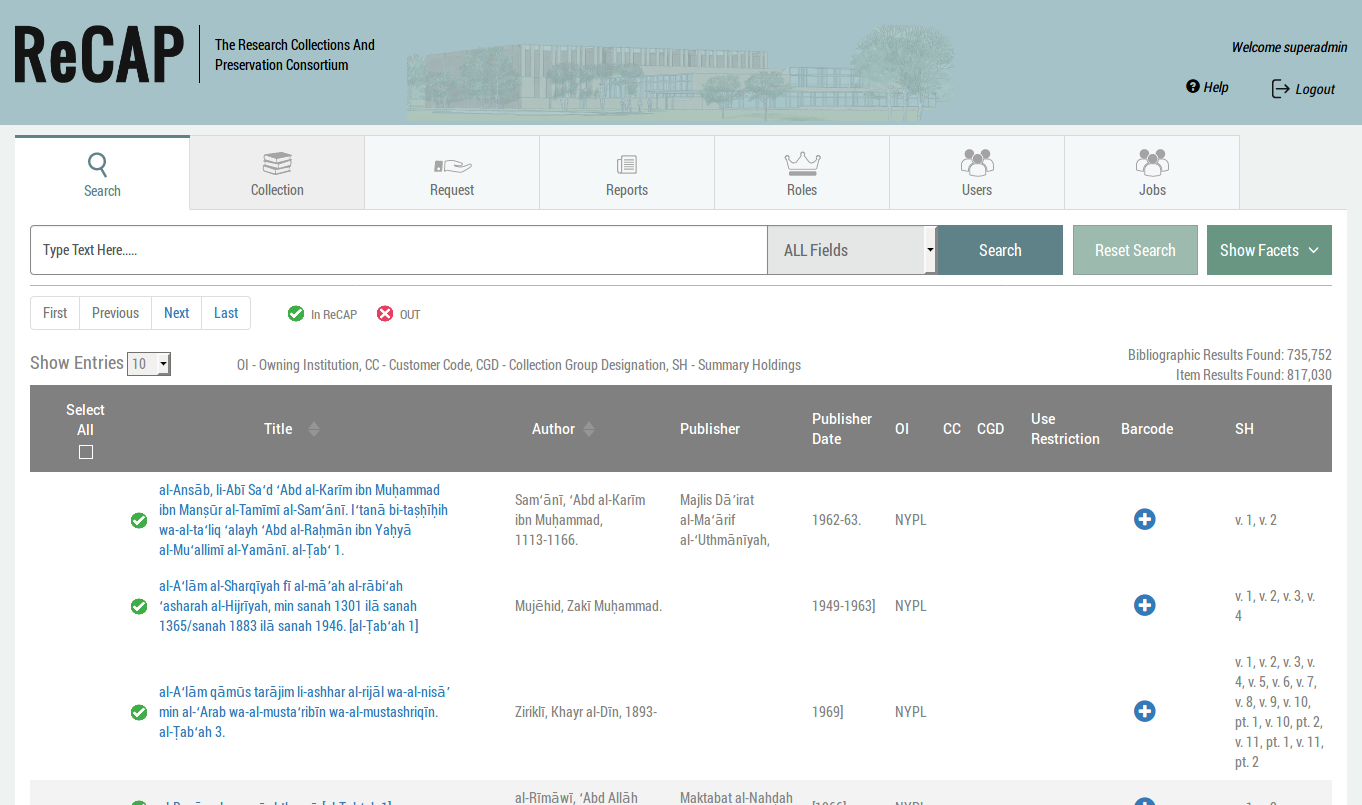 ReCAP
The Research Collections And
Preservation Consortium
Welcome superadmin
Help
Logout
Search
Collection
Request
Reports
Roles
Users
Jobs
Type Text Here.....
ALL Fields
Search
Reset Search
Show Facets
First
Previous
Next
Last
In ReCAP
OUT
Show Entries 10
OI - Owning Institution, CC - Customer Code, CGD - Collection Group Designation, SH - Summary Holdings
Bibliographic Results Found: 735,752
Item Results Found: 817,030
Select
All
Title
Author
Publisher
Publisher
Date
OI
CC
CGD
Use
Restriction
Barcode
SH
al-Ansāb, li-Abī Saʻd ʻAbd al-Karīm ibn Muḥammad
ibn Manṣūr al-Tamīmī al-Samʻānī. Iʻtanā bi-taṣḥīḥih
wa-al-taʻliq ʻalayh ʻAbd al-Raḥmān ibn Yaḥyā
al-Muʻallimī al-Yamānī. al-Ṭabʻ 1.
Samʻānī, ʻAbd al-Karīm
ibn Muḥammad,
1113-1166.
Majlis Dāʼirat
al-Maʻārif
al-ʻUthmānīyah,
1962-63.
NYPL
v. 1, v. 2
al-Aʻlām al-Sharqīyah fī al-māʼah al-rābiʻah
ʻasharah al-Hijrīyah, min sanah 1301 ilā sanah
1365/sanah 1883 ilā sanah 1946. [al-Ṭabʻah 1]
Mujēhid, Zakī Muḥammad.
1949-1963]
NYPL
v. 1, v. 2, v. 3, v.
4
al-Aʻlām qāmūs tarājim li-ashhar al-rijāl wa-al-nisāʼ
min al-ʻArab wa-al-mustaʻribīn wa-al-mustashriqīn.
al-Ṭabʻah 3.
Ziriklī, Khayr al-Dīn, 1893-
1969]
NYPL
v. 1, v. 2, v. 3, v.
4, v. 5, v. 6, v. 7,
v. 8, v. 9, v. 10,
pt. 1, v. 10, pt. 2,
v. 11, pt. 1, v. 11,
pt. 2
al-Rīmāwī, ʻAbd Allāh
Maktabat al-Nahdah